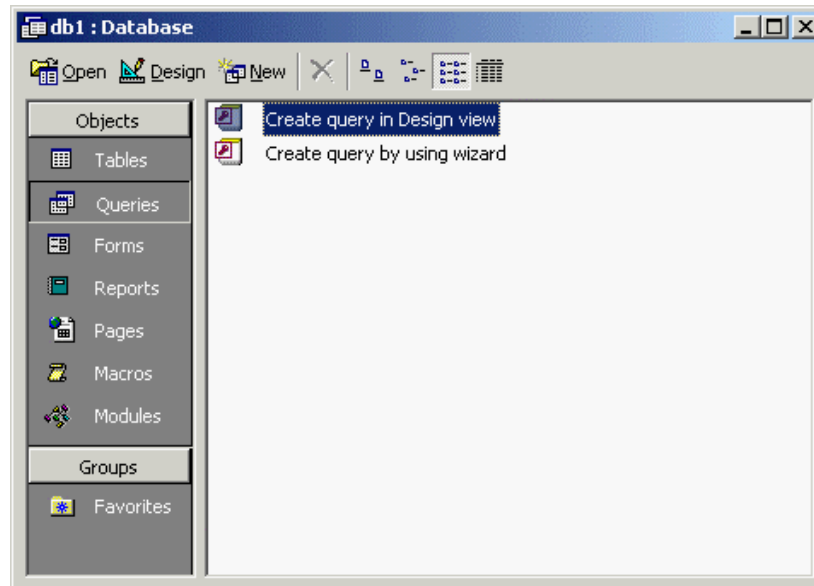 db1 : Database
Open Design New
Objects
Tables
Queries
Forms
Reports
Pages
Macros
Modules
Groups
Favorites
Create query in Design view
Create query by using wizard